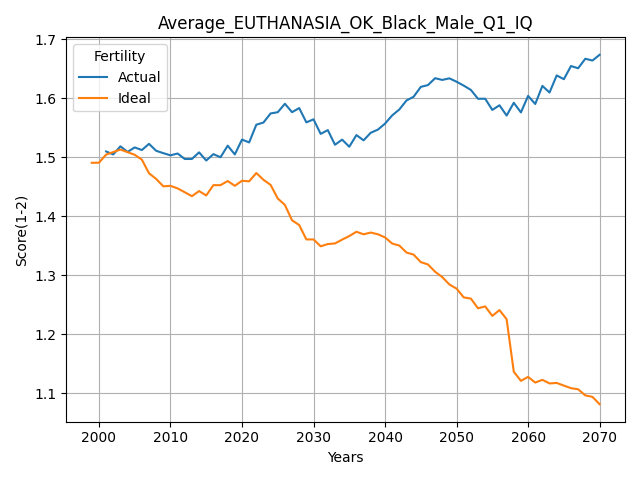 Average_EUTHANASIA_OK_Black_Male_Q1_IQ
Fertility
Actual
Ideal
Score(1-2)
1.7
1.6
1.5
1.4
1.3
1.2
1.1
2000 2010 2020 2030 2040 2050 2060 2070
Years